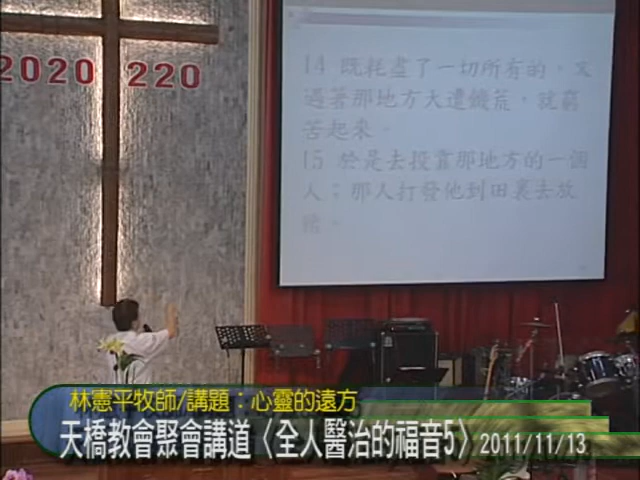 2020 220
14 既耗盡了一切所有的，又
遇著那地方大遭饑荒，就窮
苦起來。
15 於是去投靠那地方的一個
人；那人打發他到田裏去放
林憲平牧師/講題：心靈的遠方
天橋教會聚會講道〈全人醫治的福音5〉2011/11/13